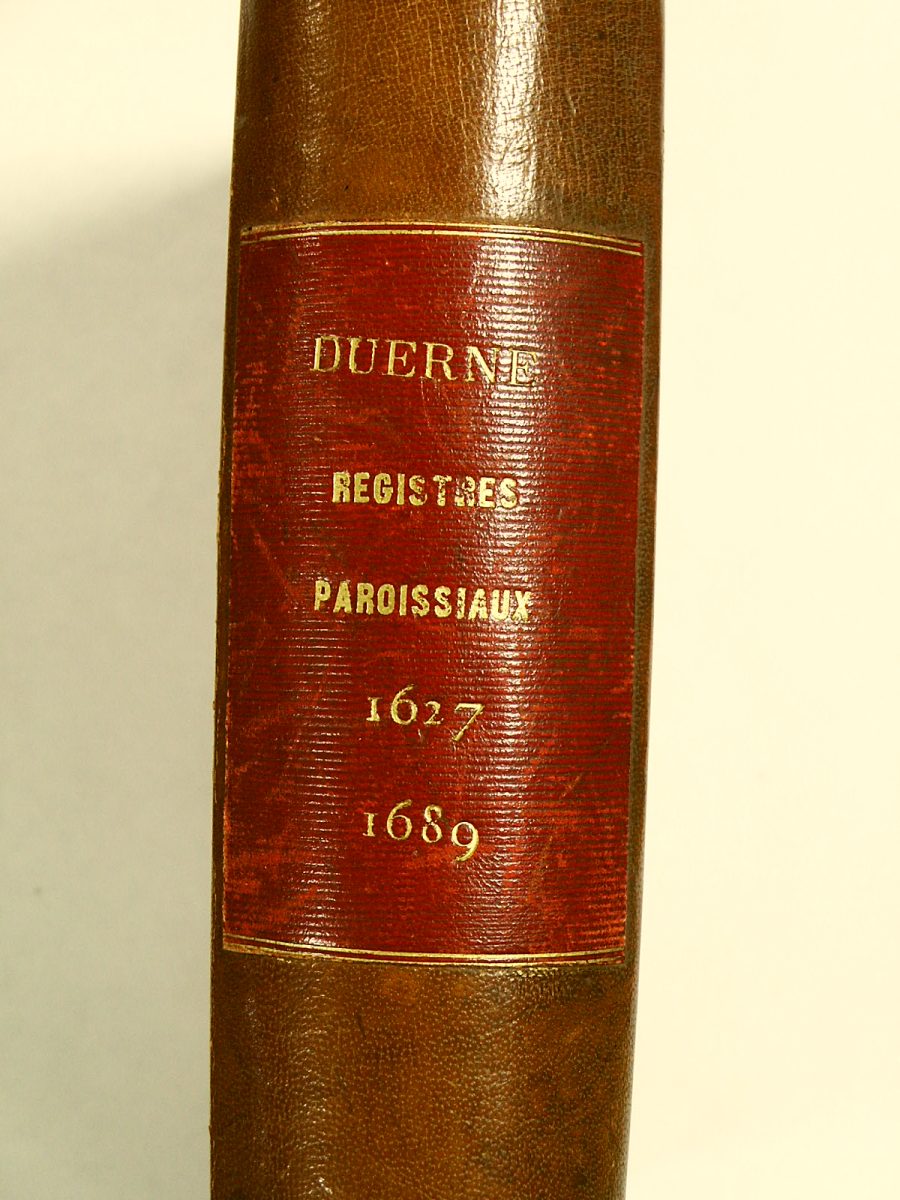 DUERNE
REGISTRES
PAROISSIAUX
1627
1689